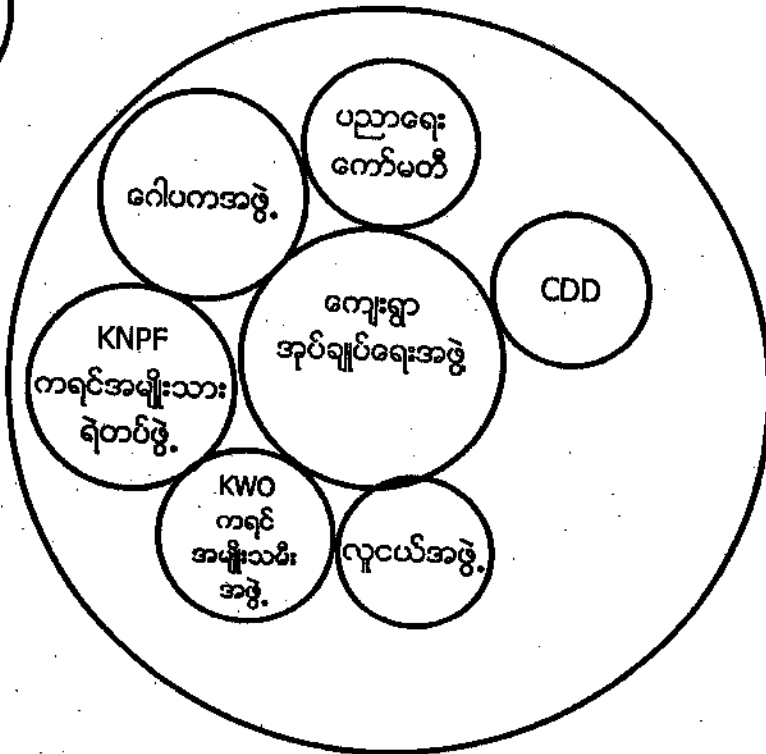 ပညာရေး
ကော်မတီ
ဂေါပကအဖွဲ့
CDD
ကျေးရွာ
အုပ်ချုပ်ရေးအဖွဲ့
KNPF
ကရင်အမျိုးသား
ရဲတပ်ဖွဲ့
KWO
ကရင်
အမျိုးသမီး
အဖွဲ့
လူငယ်အဖွဲ့